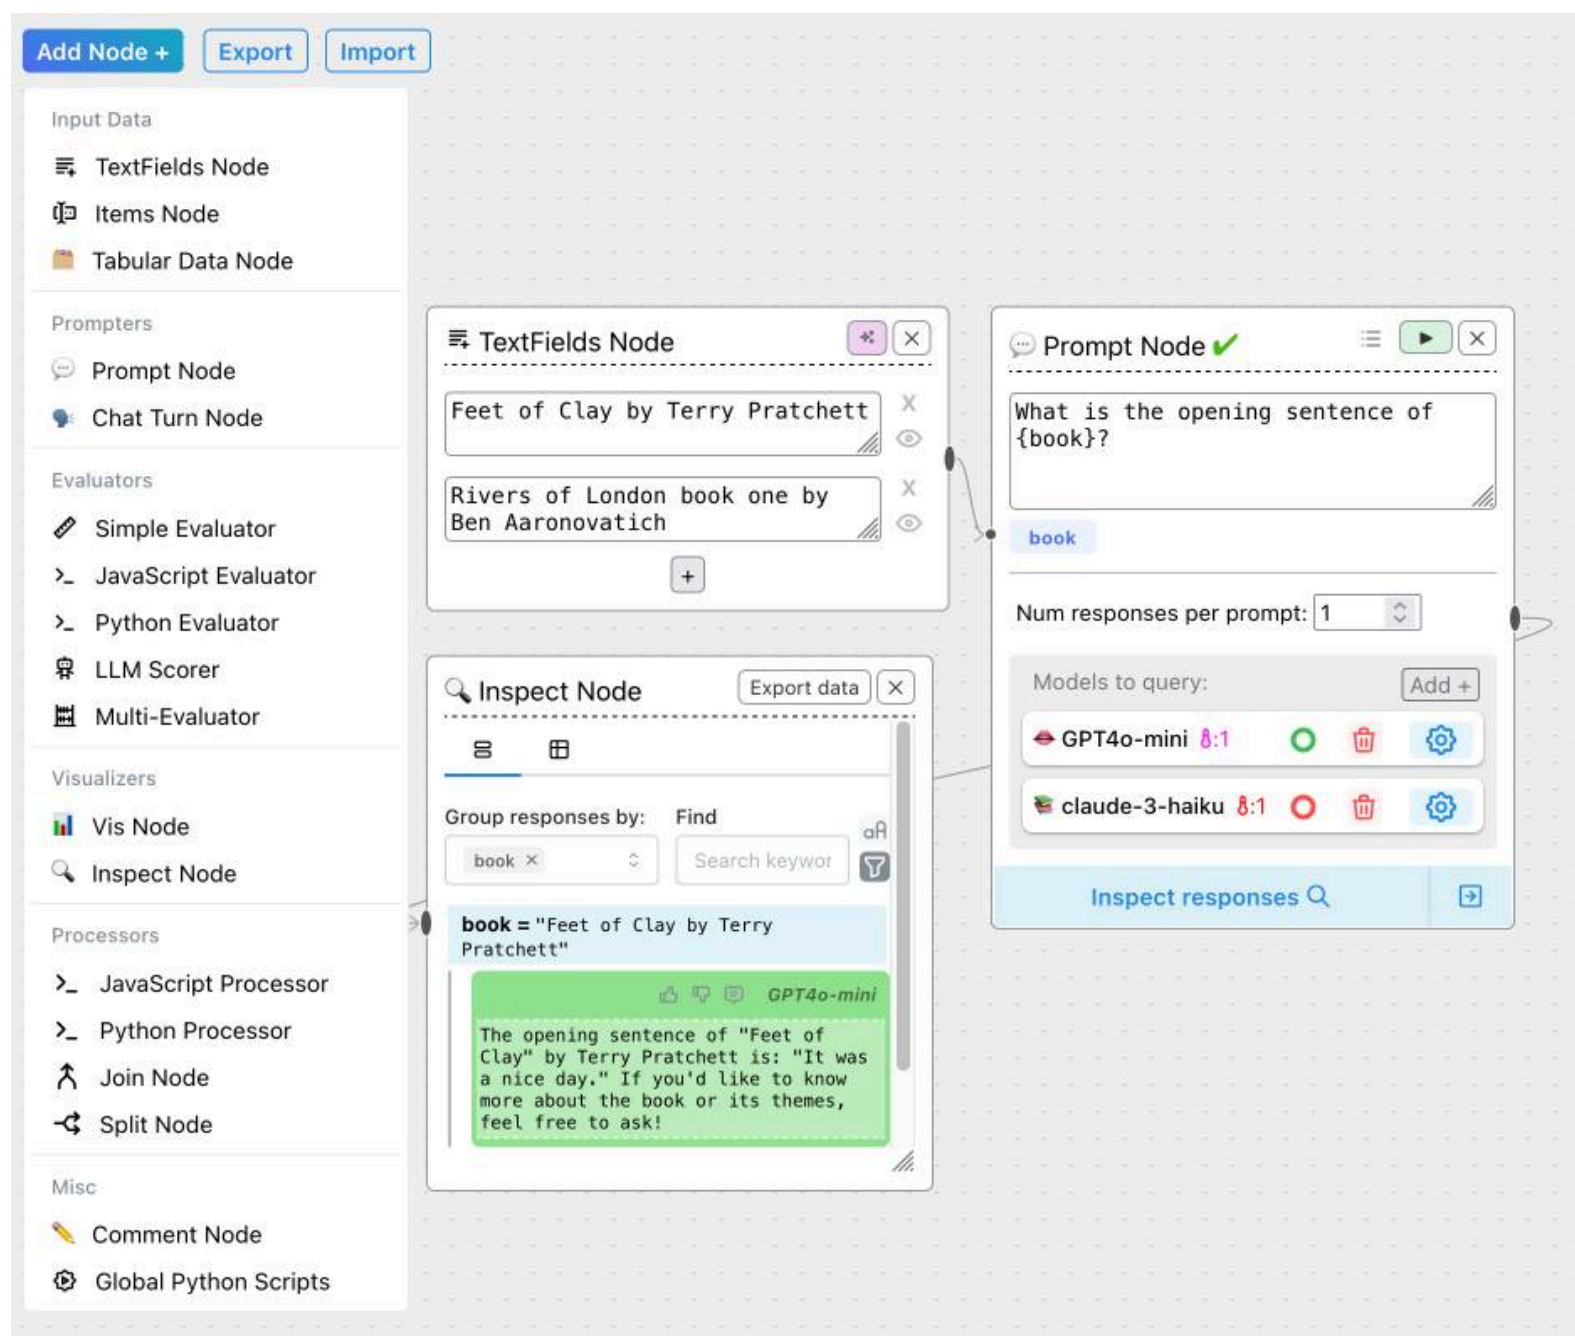 Add Node +
Export
Import
Input Data
TextFields Node
Items Node
Tabular Data Node
Prompters
Prompt Node
Chat Turn Node
Evaluators
Simple Evaluator
JavaScript Evaluator
Python Evaluator
LLM Scorer
Multi-Evaluator
Visualizers
Vis Node
Inspect Node
Processors
JavaScript Processor
Python Processor
Join Node
Split Node
Misc
Comment Node
Global Python Scripts
TextFields Node
Feet of Clay by Terry Pratchett
X
Rivers of London book one by
Ben Aaronovatich
X
+
Inspect Node
Export data
Group responses by:
Find
aA
book ×
Search keywor
book = "Feet of Clay by Terry
Pratchett"
GPT4o-mini
The opening sentence of "Feet of
Clay" by Terry Pratchett is: "It was
a nice day." If you'd like to know
more about the book or its themes,
feel free to ask!
Prompt Node
What is the opening sentence of
{book}?
book
Num responses per prompt: 1
Models to query:
Add +
GPT4o-mini :1
claude-3-haiku :1
Inspect responses